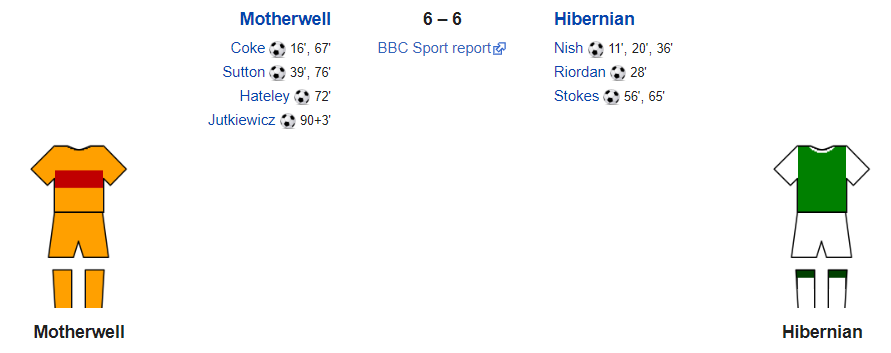 Motherwell 6 – 6 Hibernian
Coke 16', 67' BBC Sport report Nish 11', 20', 36'
Sutton 39', 76' Riordan 28'
Hateley 72' Stokes 56', 65'
Jutkiewicz 90+3'
Motherwell Hibernian